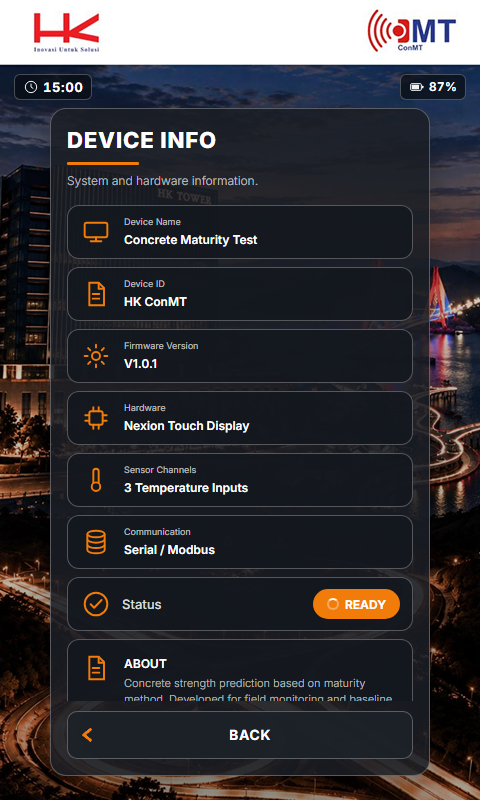 HK
Inovasi Untuk Solusi
MT
ConMT
15:00
87%
DEVICE INFO
System and hardware information.
HK TOWER
Device Name
Concrete Maturity Test
Device ID
HK ConMT
Firmware Version
V1.0.1
Hardware
Nexion Touch Display
Sensor Channels
3 Temperature Inputs
Communication
Serial / Modbus
Status
READY
ABOUT
Concrete strength prediction based on maturity
method. Developed for field monitoring and baseline
BACK